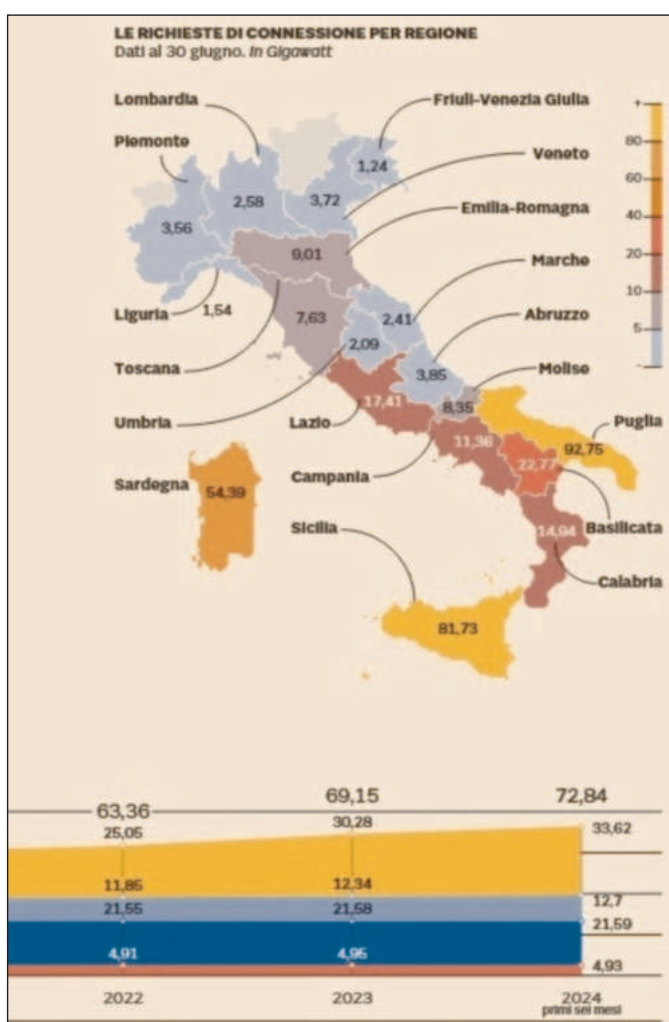 LE RICHIESTE DI CONNESSIONE PER REGIONE
Dati al 30 giugno. In Gigawatt
Lombardia
Friuli-Venezia Giulia
+
Piemonte
1,24
80
Veneto
2,58
3,72
60
3,56
Emilia-Romagna
40
9,01
20
Marche
10
Liguria
1,54
7,63
2,41
Abruzzo
5
2,09
-
Toscana
3,85
Molise
17,41
8,35
Umbria
Lazio
Puglia
11,36
92,75
22,77
Campania
Sardegna
54,39
Sicilia
14,94
Basilicata
Calabria
81,73
63,36
69,15
72,84
25,05
30,28
33,62
11,85
12,34
12,7
21,55
21,58
21,59
4,91
4,95
4,93
2022
2023
2024
primi sei mesi